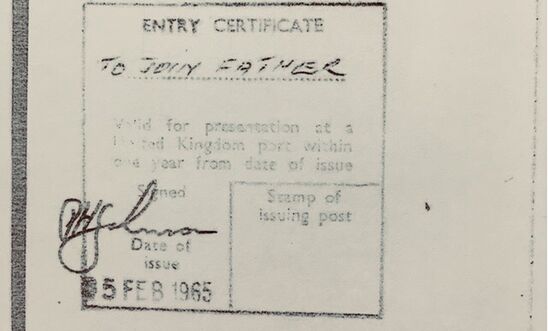 ENTRY CERTIFICATE
TO JOIN FATHER
Valid for presentation at a
United Kingdom port within
one year from date of issue
Signed
Stamp of
issuing post
Date of
issue
5 FEB 1965